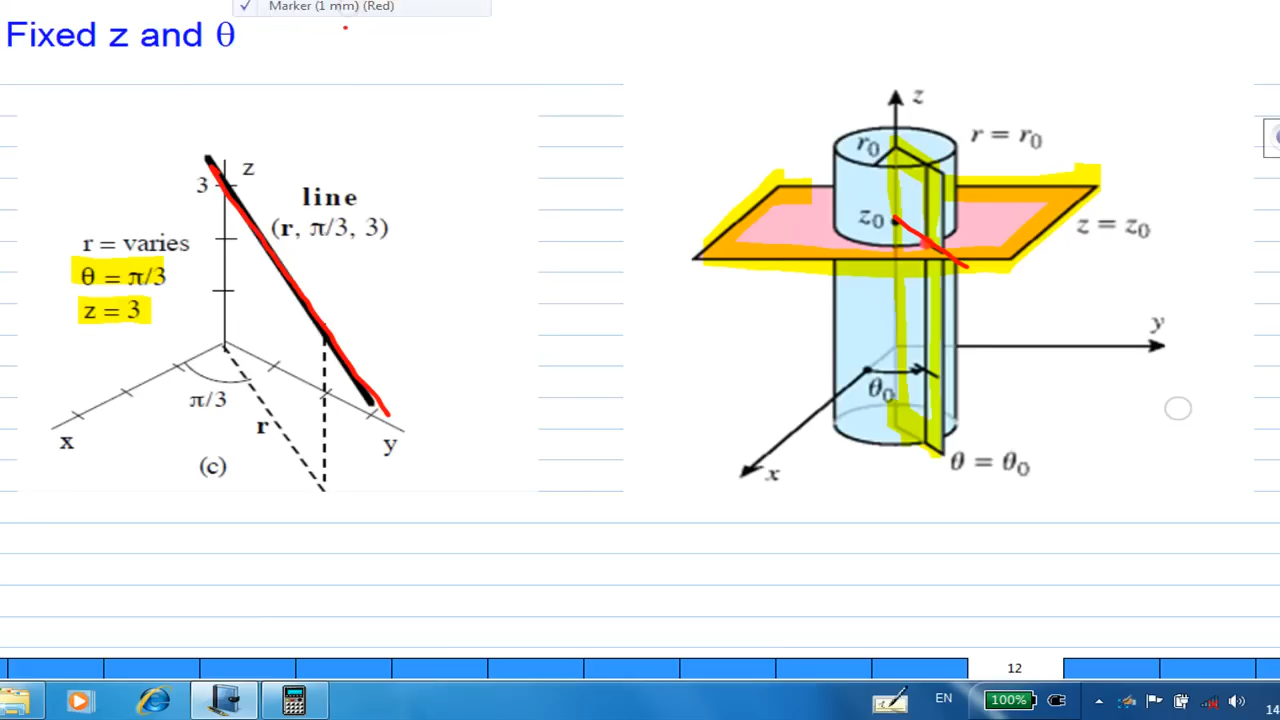 Marker (1 mm) (Red)
Fixed z and θ
z
3
line
(r, π/3, 3)
r = varies
θ = π/3
z = 3
π/3
r
x
y
(c)
z
r₀
r = r₀
z₀
z = z₀
y
θ₀
x
θ = θ₀
12
EN
100%
14